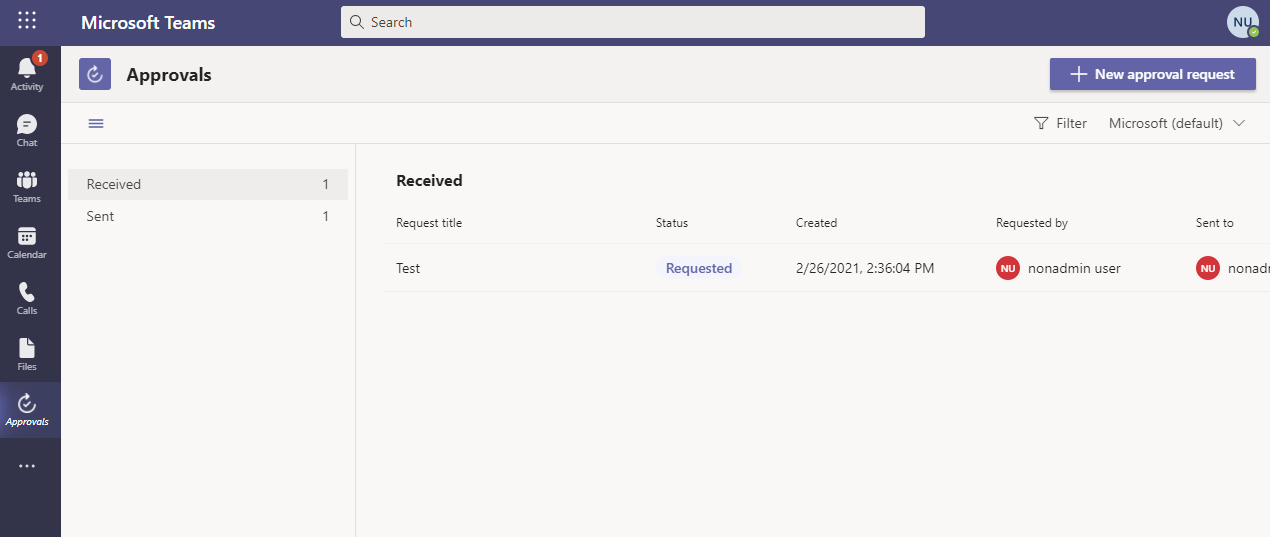 Microsoft Teams
Search
NU
1
Activity
Chat
Teams
Calendar
Calls
Files
Approvals
Approvals
New approval request
Filter Microsoft (default)
Received 1
Sent 1
Received
Request title Status Created Requested by Sent to
Test Requested 2/26/2021, 2:36:04 PM NU nonadmin user NU